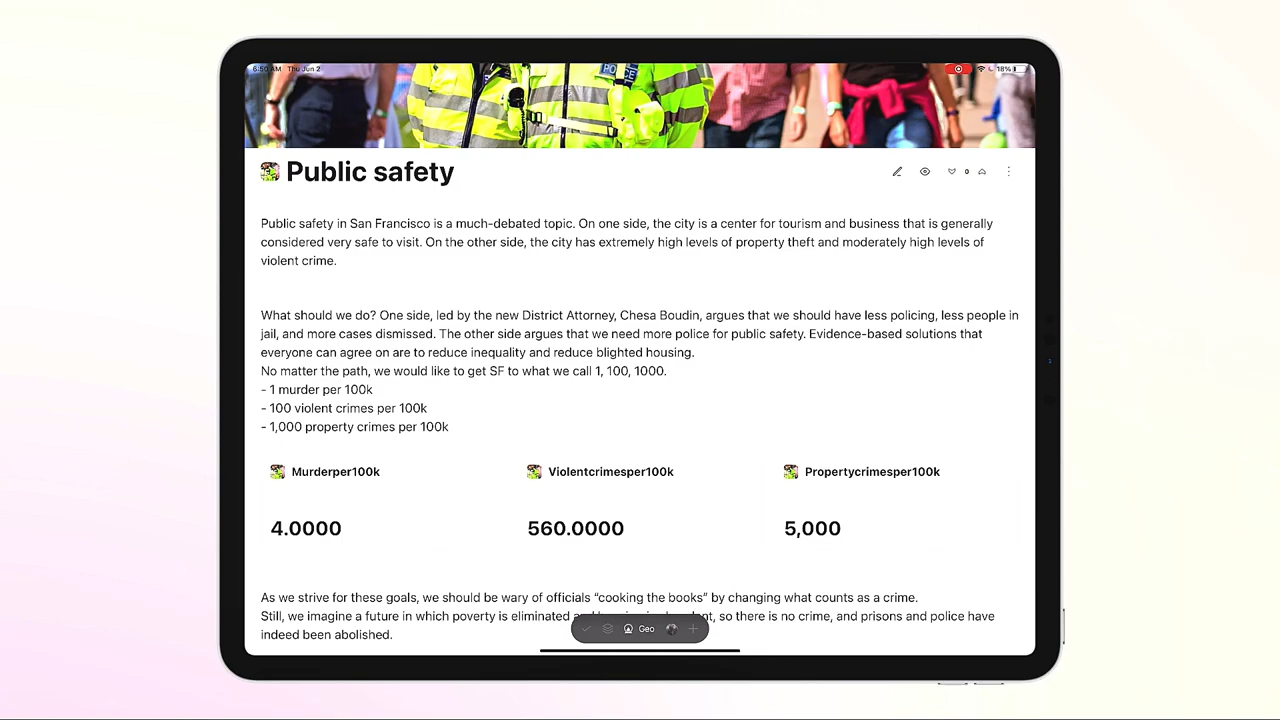 6:50 AM Thu Jun 2
18%
POLICE
Public safety
0
Public safety in San Francisco is a much-debated topic. On one side, the city is a center for tourism and business that is generally
considered very safe to visit. On the other side, the city has extremely high levels of property theft and moderately high levels of
violent crime.
What should we do? One side, led by the new District Attorney, Chesa Boudin, argues that we should have less policing, less people in
jail, and more cases dismissed. The other side argues that we need more police for public safety. Evidence-based solutions that
everyone can agree on are to reduce inequality and reduce blighted housing.
No matter the path, we would like to get SF to what we call 1, 100, 1000.
- 1 murder per 100k
- 100 violent crimes per 100k
- 1,000 property crimes per 100k
Murderper100k
Violentcrimesper100k
Propertycrimesper100k
4.0000
560.0000
5,000
As we strive for these goals, we should be wary of officials “cooking the books” by changing what counts as a crime.
Still, we imagine a future in which poverty is eliminated so there is no crime, and prisons and police have
indeed been abolished.
Geo